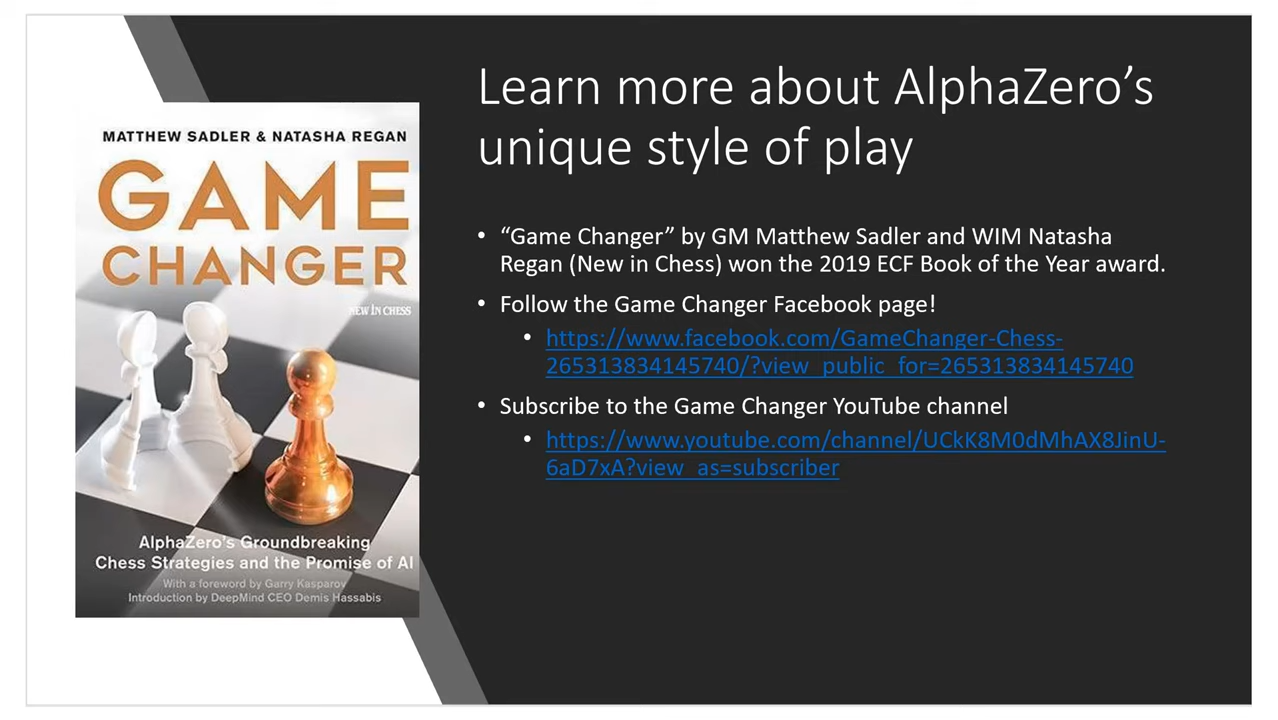 MATTHEW SADLER & NATASHA REGAN
GAME
CHANGER
NEW IN CHESS
AlphaZero's Groundbreaking
Chess Strategies and the Promise of AI
With a foreword by Garry Kasparov
Introduction by DeepMind CEO Demis Hassabis
Learn more about AlphaZero’s
unique style of play
• “Game Changer” by GM Matthew Sadler and WIM Natasha
Regan (New in Chess) won the 2019 ECF Book of the Year award.
• Follow the Game Changer Facebook page!
• https://www.facebook.com/GameChanger-Chess-
265313834145740/?view_public_for=265313834145740
• Subscribe to the Game Changer YouTube channel
• https://www.youtube.com/channel/UCkK8M0dMhAX8JinU-
6aD7xA?view_as=subscriber